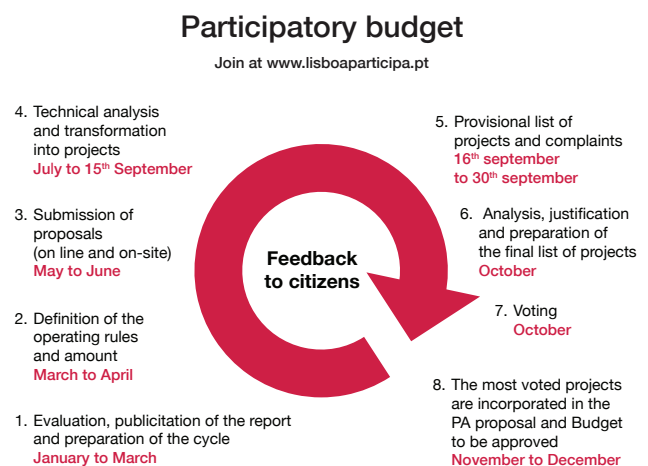 Participatory budget
Join at www.lisboaparticipa.pt
4. Technical analysis
and transformation
into projects
July to 15th September
5. Provisional list of
projects and complaints
16th september
to 30th september
3. Submission of
proposals
(on line and on-site)
May to June
6. Analysis, justification
and preparation of
the final list of projects
October
Feedback
to citizens
2. Definition of the
operating rules
and amount
March to April
7. Voting
October
1. Evaluation, publicitation of the report
and preparation of the cycle
January to March
8. The most voted projects
are incorporated in the
PA proposal and Budget
to be approved
November to December